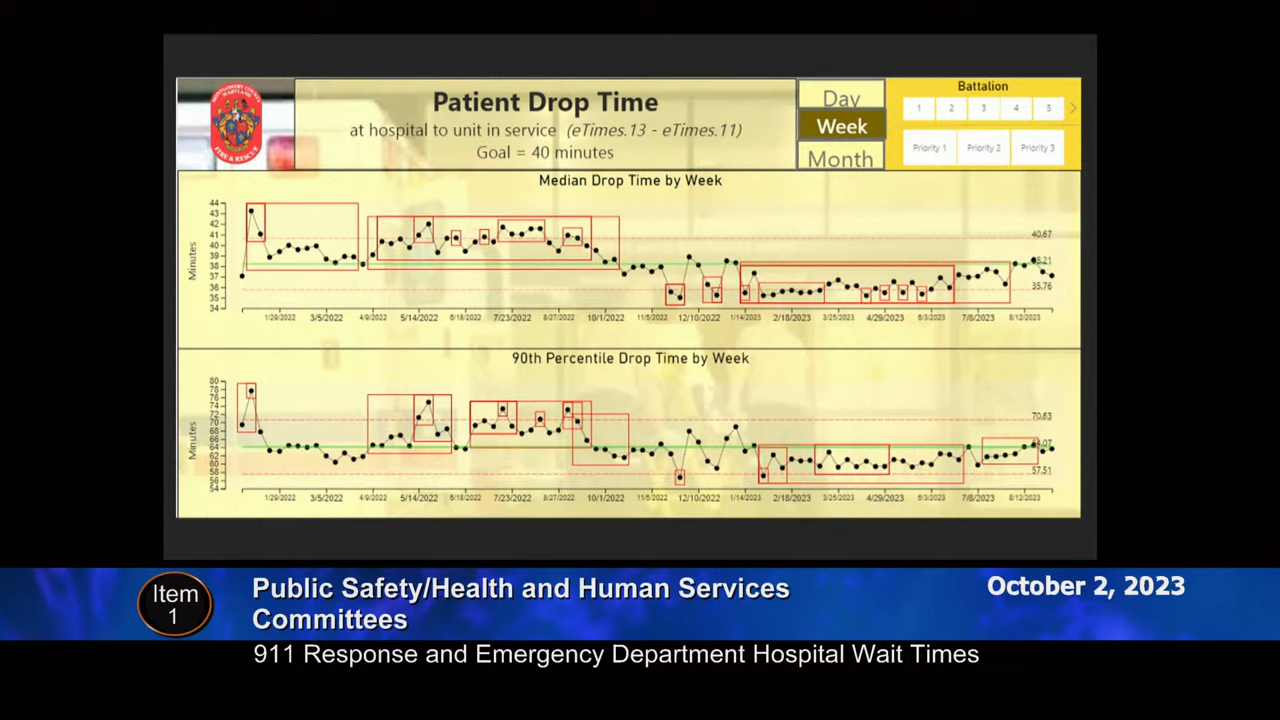 MONTGOMERY COUNTY
MARYLAND
FIRE & RESCUE
Patient Drop Time
at hospital to unit in service (eTimes.13 - eTimes.11)
Goal = 40 minutes
Day
Week
Month
Battalion
1 2 3 4 5
Priority 1 Priority 2 Priority 3
Median Drop Time by Week
Minutes
44
43
42
41
40
39
38
37
36
35
34
40.67
38.21
35.76
1/29/2022 3/5/2022 4/9/2022 5/14/2022 6/18/2022 7/23/2022 8/27/2022 10/1/2022 11/5/2022 12/10/2022 1/14/2023 2/18/2023 3/25/2023 4/29/2023 6/3/2023 7/8/2023 8/12/2023
90th Percentile Drop Time by Week
Minutes
80
78
76
74
72
70
68
66
64
62
60
58
56
54
70.63
64.07
57.51
1/29/2022 3/5/2022 4/9/2022 5/14/2022 6/18/2022 7/23/2022 8/27/2022 10/1/2022 11/5/2022 12/10/2022 1/14/2023 2/18/2023 3/25/2023 4/29/2023 6/3/2023 7/8/2023 8/12/2023
Item
1
Public Safety/Health and Human Services
Committees
October 2, 2023
911 Response and Emergency Department Hospital Wait Times